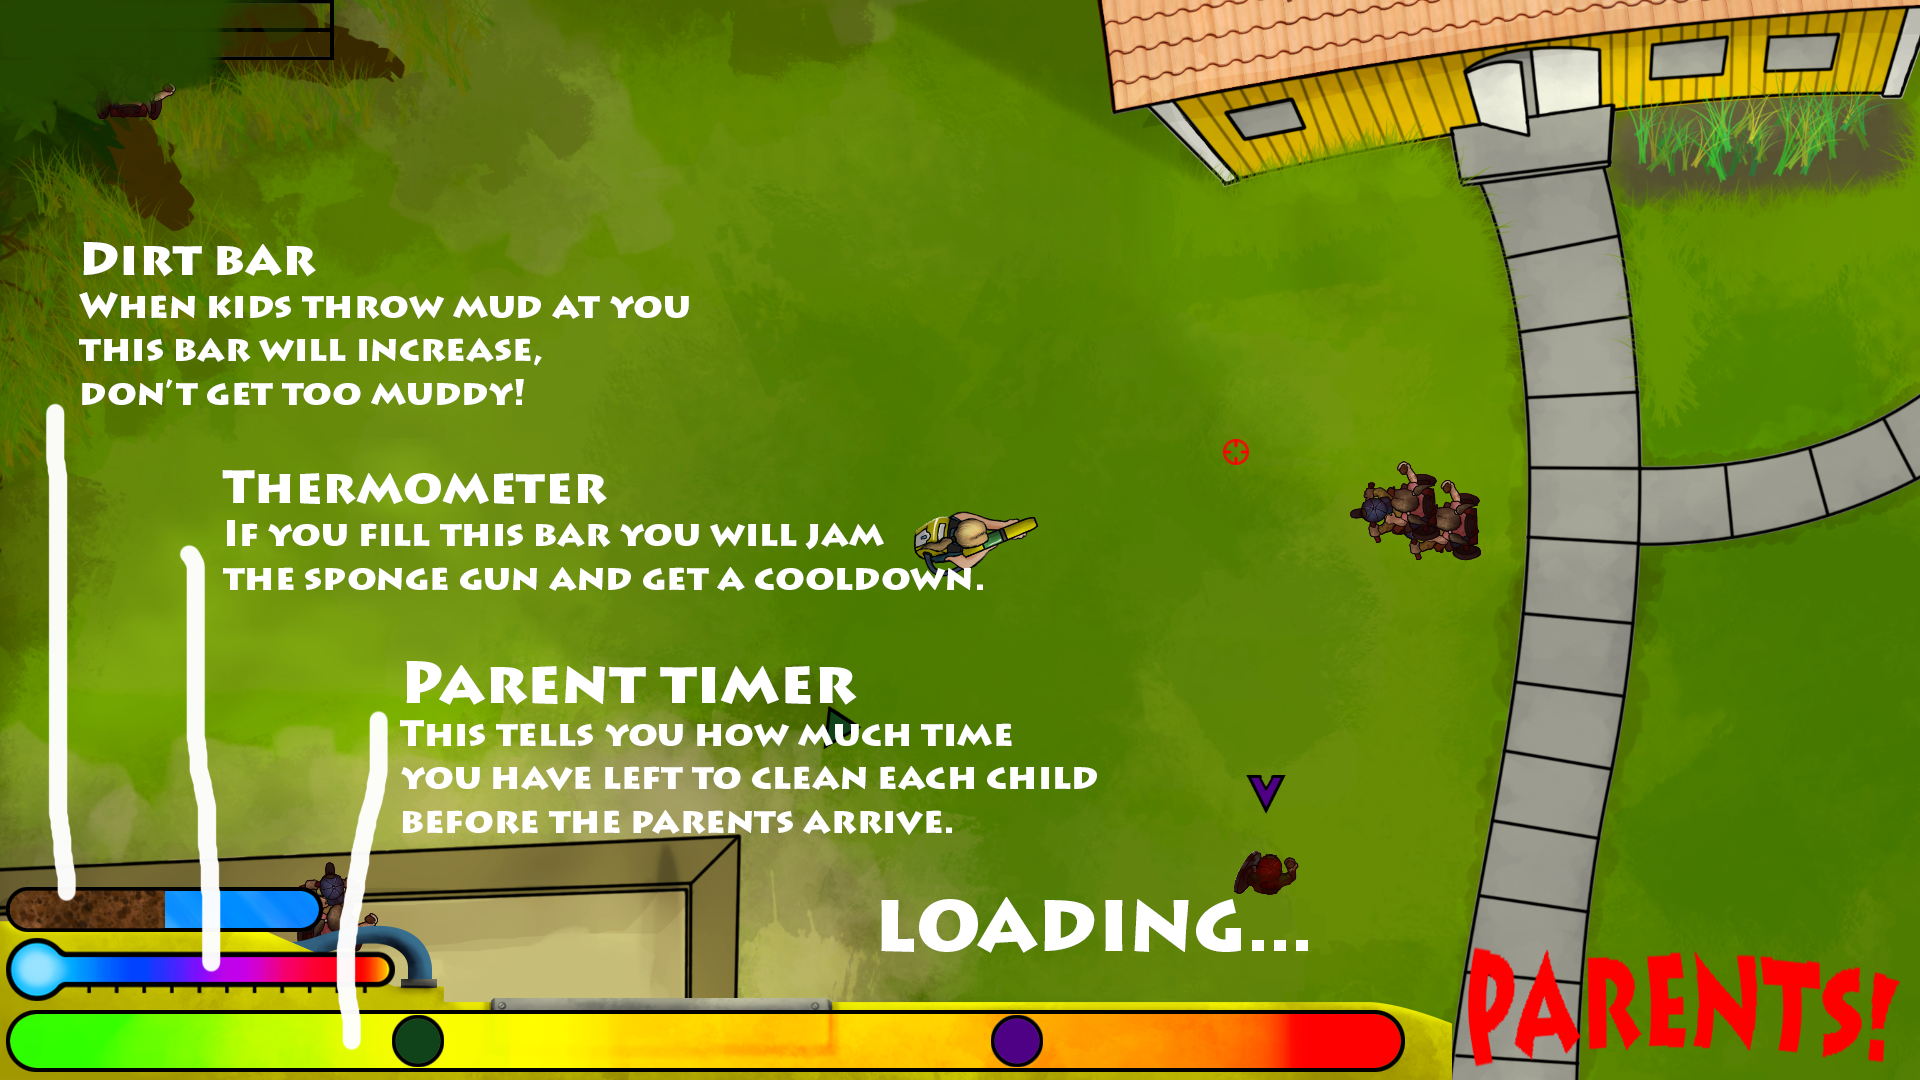 Dirt bar
When kids throw mud at you
this bar will increase,
don't get too muddy!
Thermometer
If you fill this bar you will jam
the sponge gun and get a cooldown.
Parent timer
This tells you how much time
you have left to clean each child
before the parents arrive.
LOADING...
PARENTS!